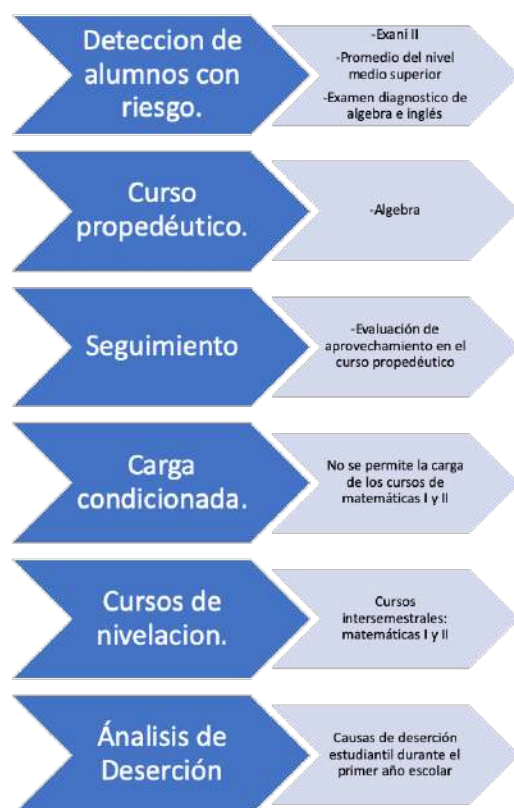 Deteccion de
alumnos con
riesgo.
-Exani II
-Promedio del nivel
medio superior
-Examen diagnostico de
algebra e inglés
Curso
propedéutico.
-Algebra
Seguimiento
-Evaluación de
aprovechamiento en el
curso propedéutico
Carga
condicionada.
No se permite la carga
de los cursos de
matemáticas I y II
Cursos de
nivelacion.
Cursos
intersemestrales:
matemáticas I y II
Ánalisis de
Deserción
Causas de deserción
estudiantil durante el
primer año escolar